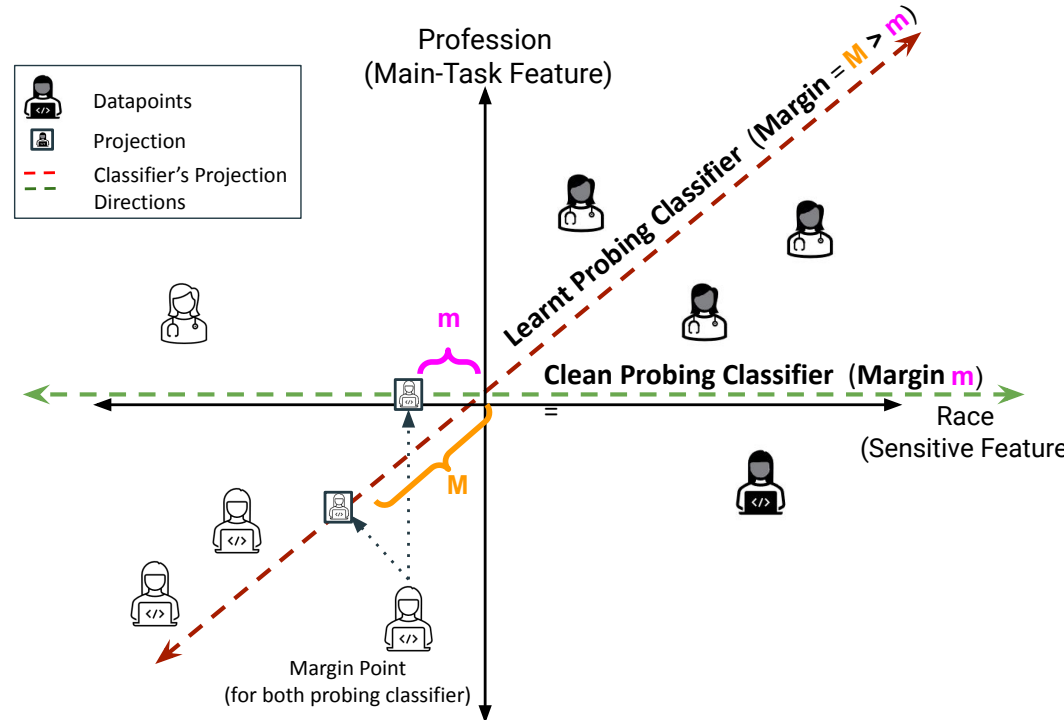 Profession
(Main-Task Feature)
Datapoints
Projection
Classifier's Projection
Directions
Learnt Probing Classifier (Margin = M > m)
m
Clean Probing Classifier (Margin m)
=
Race
(Sensitive Feature
M
</>
</>
</>
</>
</>
Margin Point
(for both probing classifier)